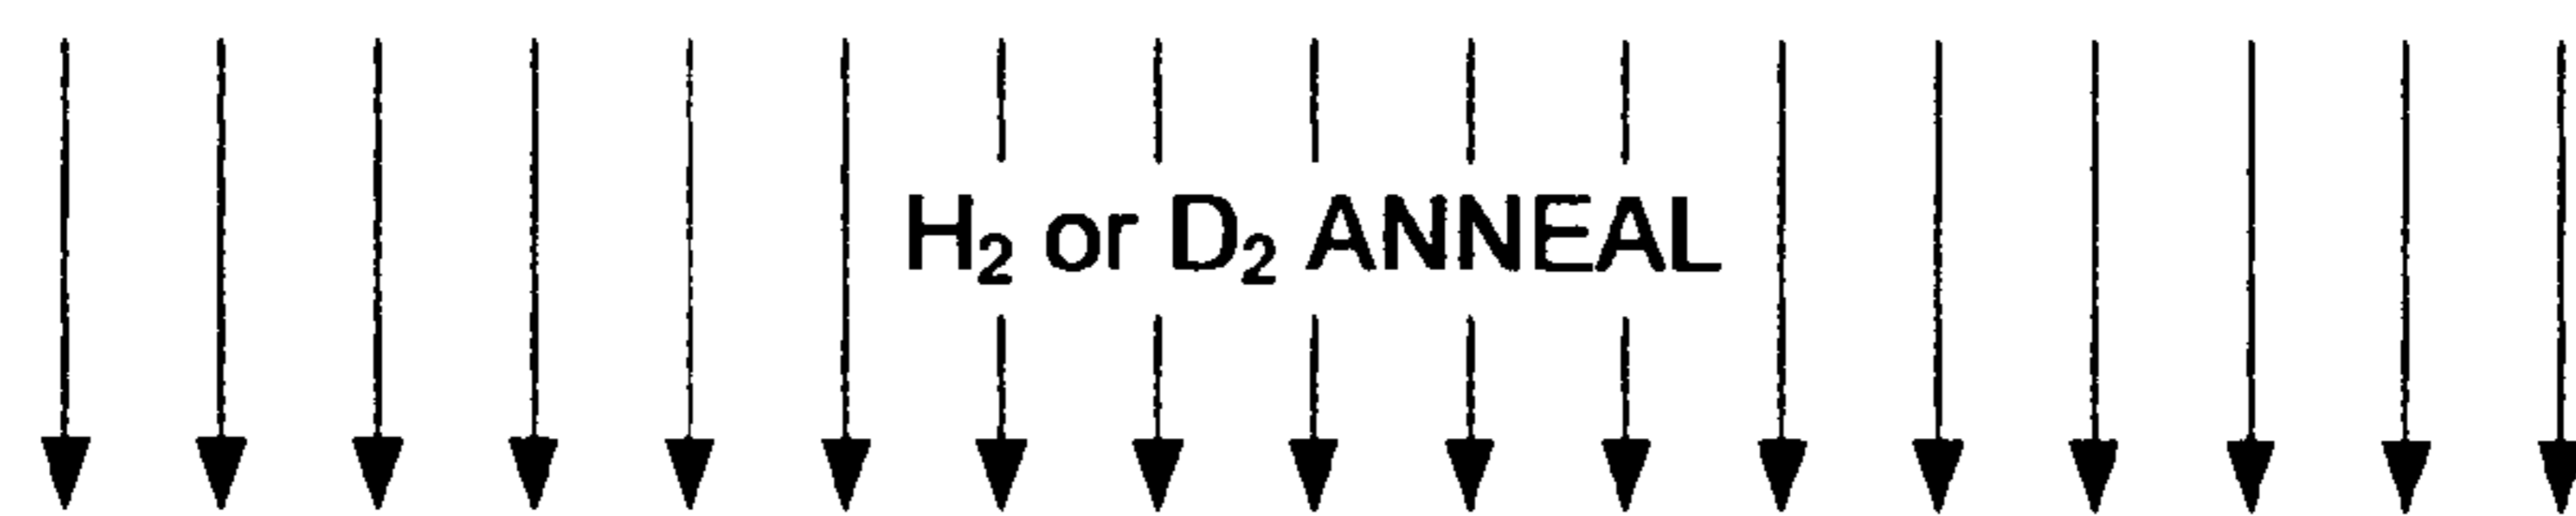 H₂ or D₂ ANNEAL